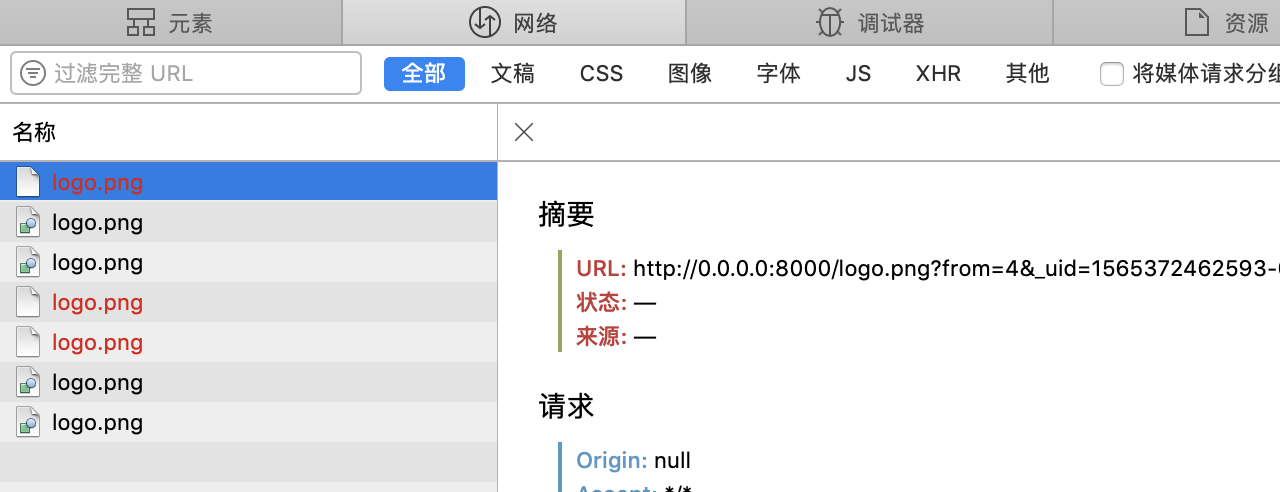 元素 网络 调试器 资源
过滤完整 URL 全部 文稿 CSS 图像 字体 JS XHR 其他 将媒体请求分组
名称
logo.png
logo.png
logo.png
logo.png
logo.png
logo.png
logo.png
摘要
URL: http://0.0.0.0:8000/logo.png?from=4&_uid=1565372462593-
状态: —
来源: —
请求
Origin: null
Accept: */*